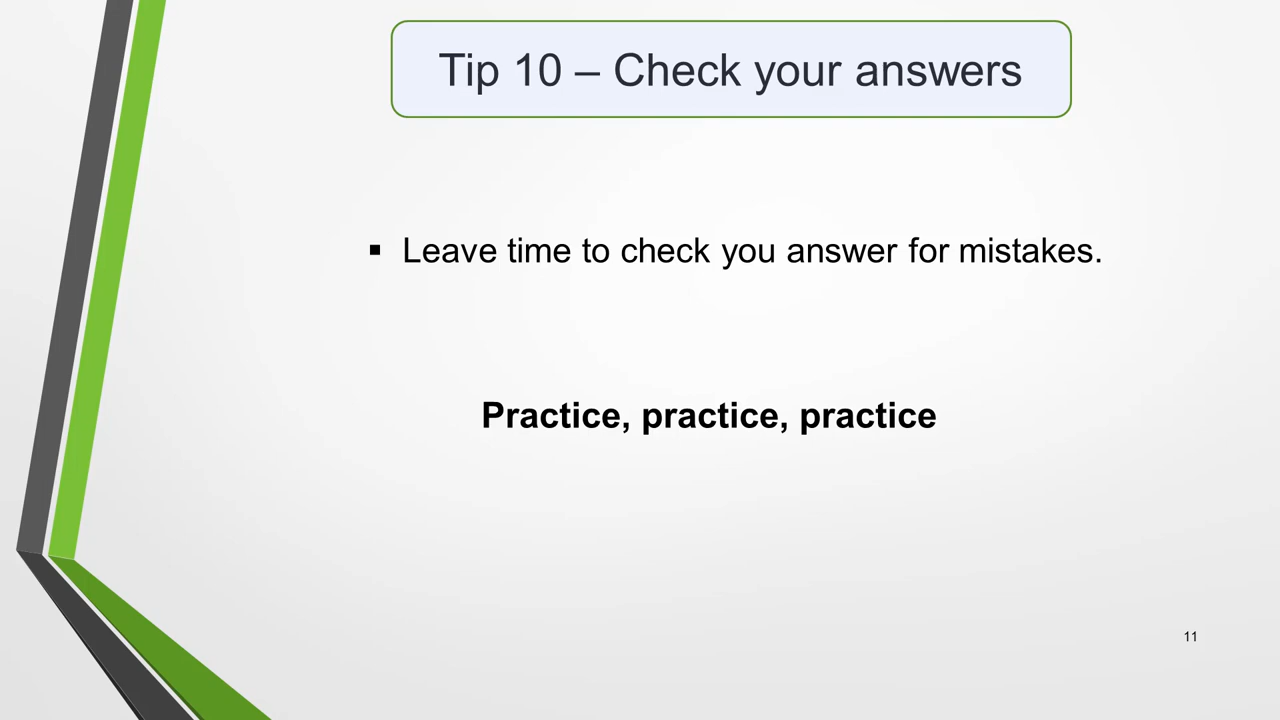 Tip 10 – Check your answers
▪ Leave time to check you answer for mistakes.
Practice, practice, practice
11